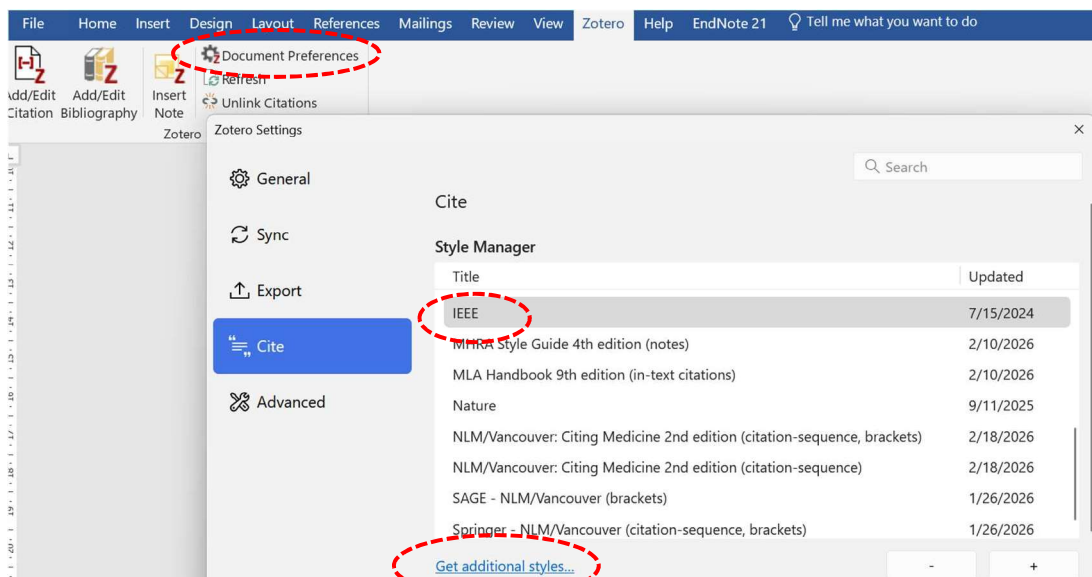 File Home Insert Design Layout References Mailings Review View Zotero Help EndNote 21 Tell me what you want to do
Document Preferences
Refresh
Unlink Citations
Add/Edit Citation
Add/Edit Bibliography
Insert Note
Zotero
Zotero Settings
General
Sync
Export
Cite
Advanced
Search
Cite
Style Manager
Title Updated
IEEE 7/15/2024
MHRA Style Guide 4th edition (notes) 2/10/2026
MLA Handbook 9th edition (in-text citations) 2/10/2026
Nature 9/11/2025
NLM/Vancouver: Citing Medicine 2nd edition (citation-sequence, brackets) 2/18/2026
NLM/Vancouver: Citing Medicine 2nd edition (citation-sequence) 2/18/2026
SAGE - NLM/Vancouver (brackets) 1/26/2026
Springer - NLM/Vancouver (citation-sequence, brackets) 1/26/2026
Get additional styles...
- +